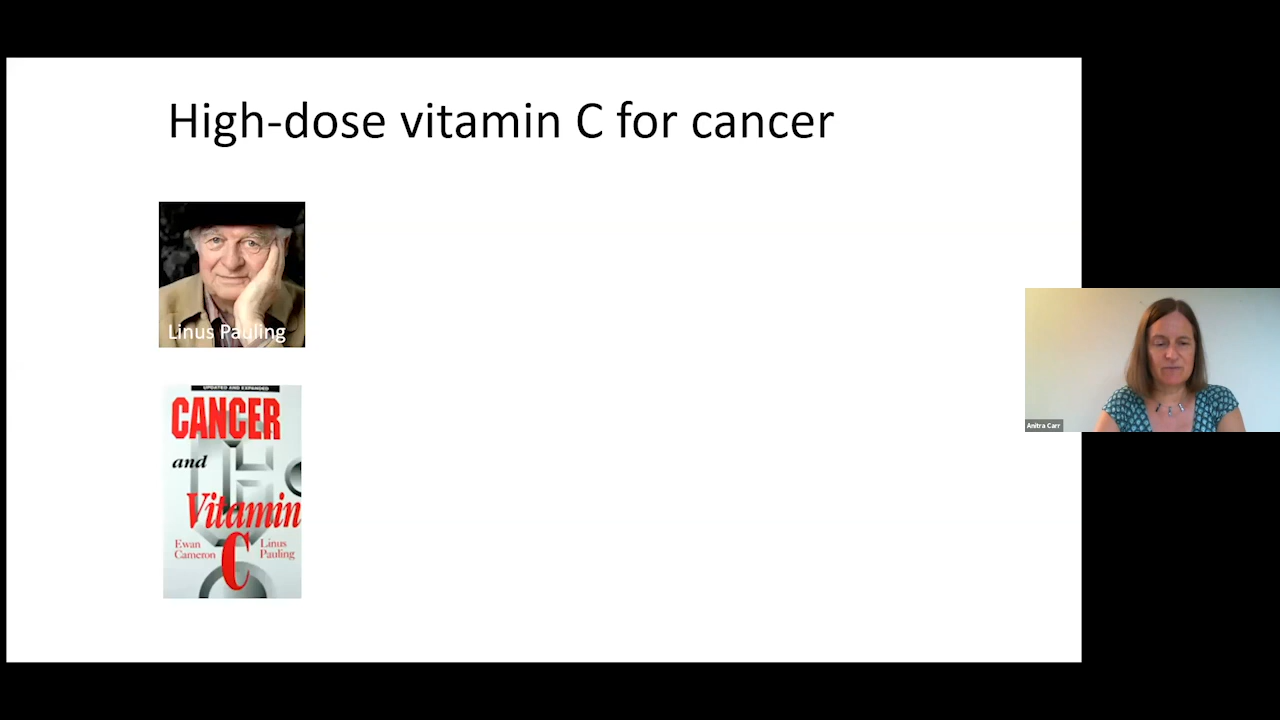 High-dose vitamin C for cancer
Linus Pauling
UPDATED AND EXPANDED
CANCER
and
Vitamin
C
Ewan
Cameron
Linus
Pauling
Anitra Carr